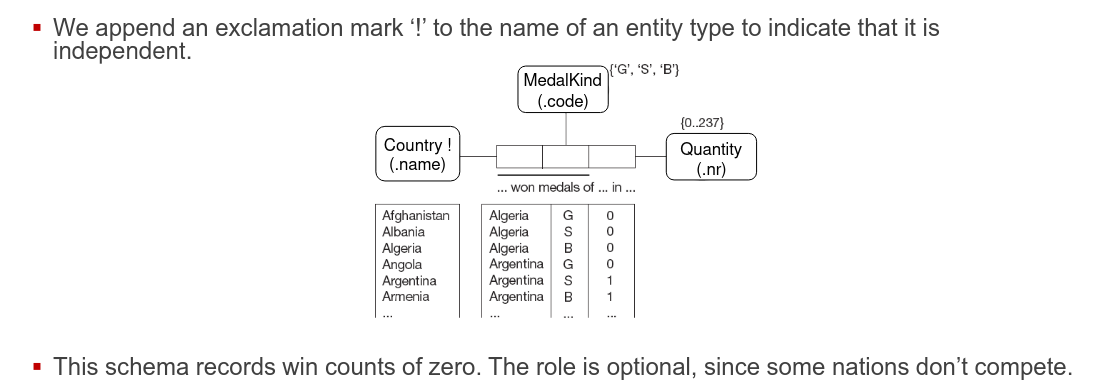 We append an exclamation mark ‘!’ to the name of an entity type to indicate that it is
independent.
MedalKind
(.code)
{‘G’, ‘S’, ‘B’}
Country !
(.name)
{0..237}
Quantity
(.nr)
... won medals of ... in ...
Afghanistan
Albania
Algeria
Angola
Argentina
Armenia
...
Algeria G 0
Algeria S 0
Algeria B 0
Argentina G 0
Argentina S 1
Argentina B 1
... ... ...
This schema records win counts of zero. The role is optional, since some nations don’t compete.